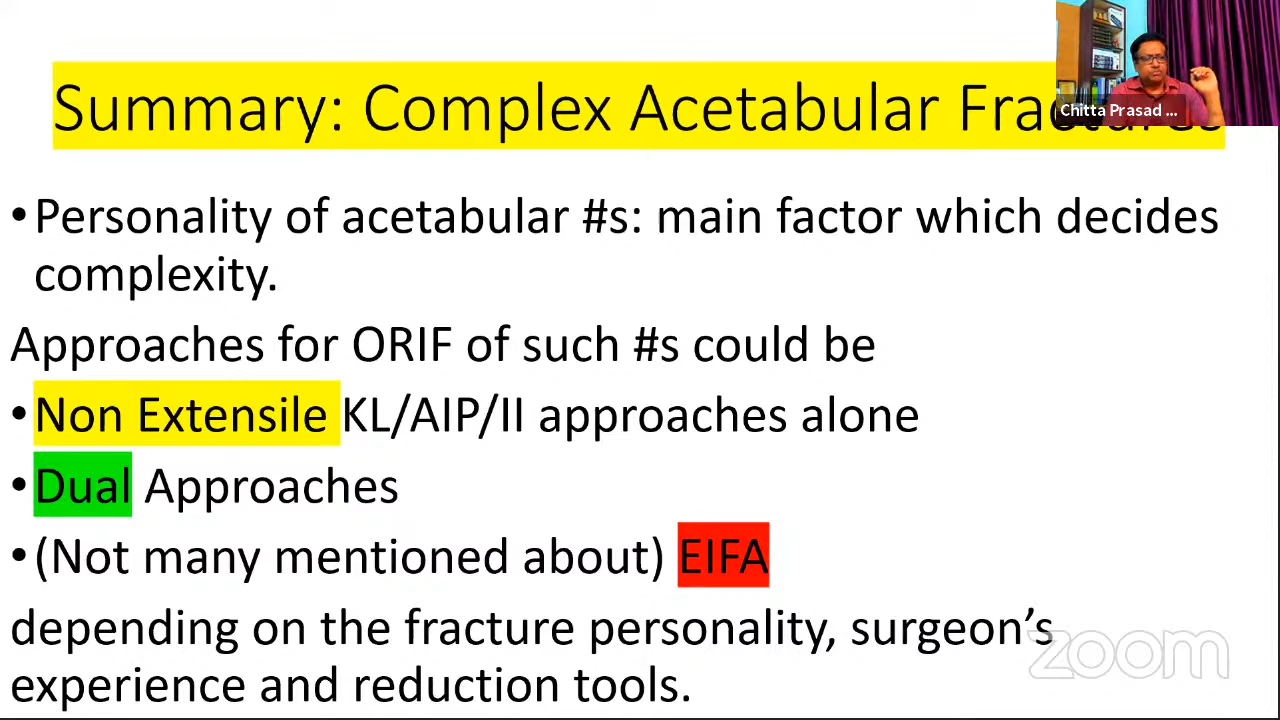 Summary: Complex Acetabular Fractures
Chitta Prasad ...
•Personality of acetabular #s: main factor which decides
complexity.
Approaches for ORIF of such #s could be
•Non Extensile KL/AIP/II approaches alone
•Dual Approaches
•(Not many mentioned about) EIFA
depending on the fracture personality, surgeon’s
experience and reduction tools.
zoom